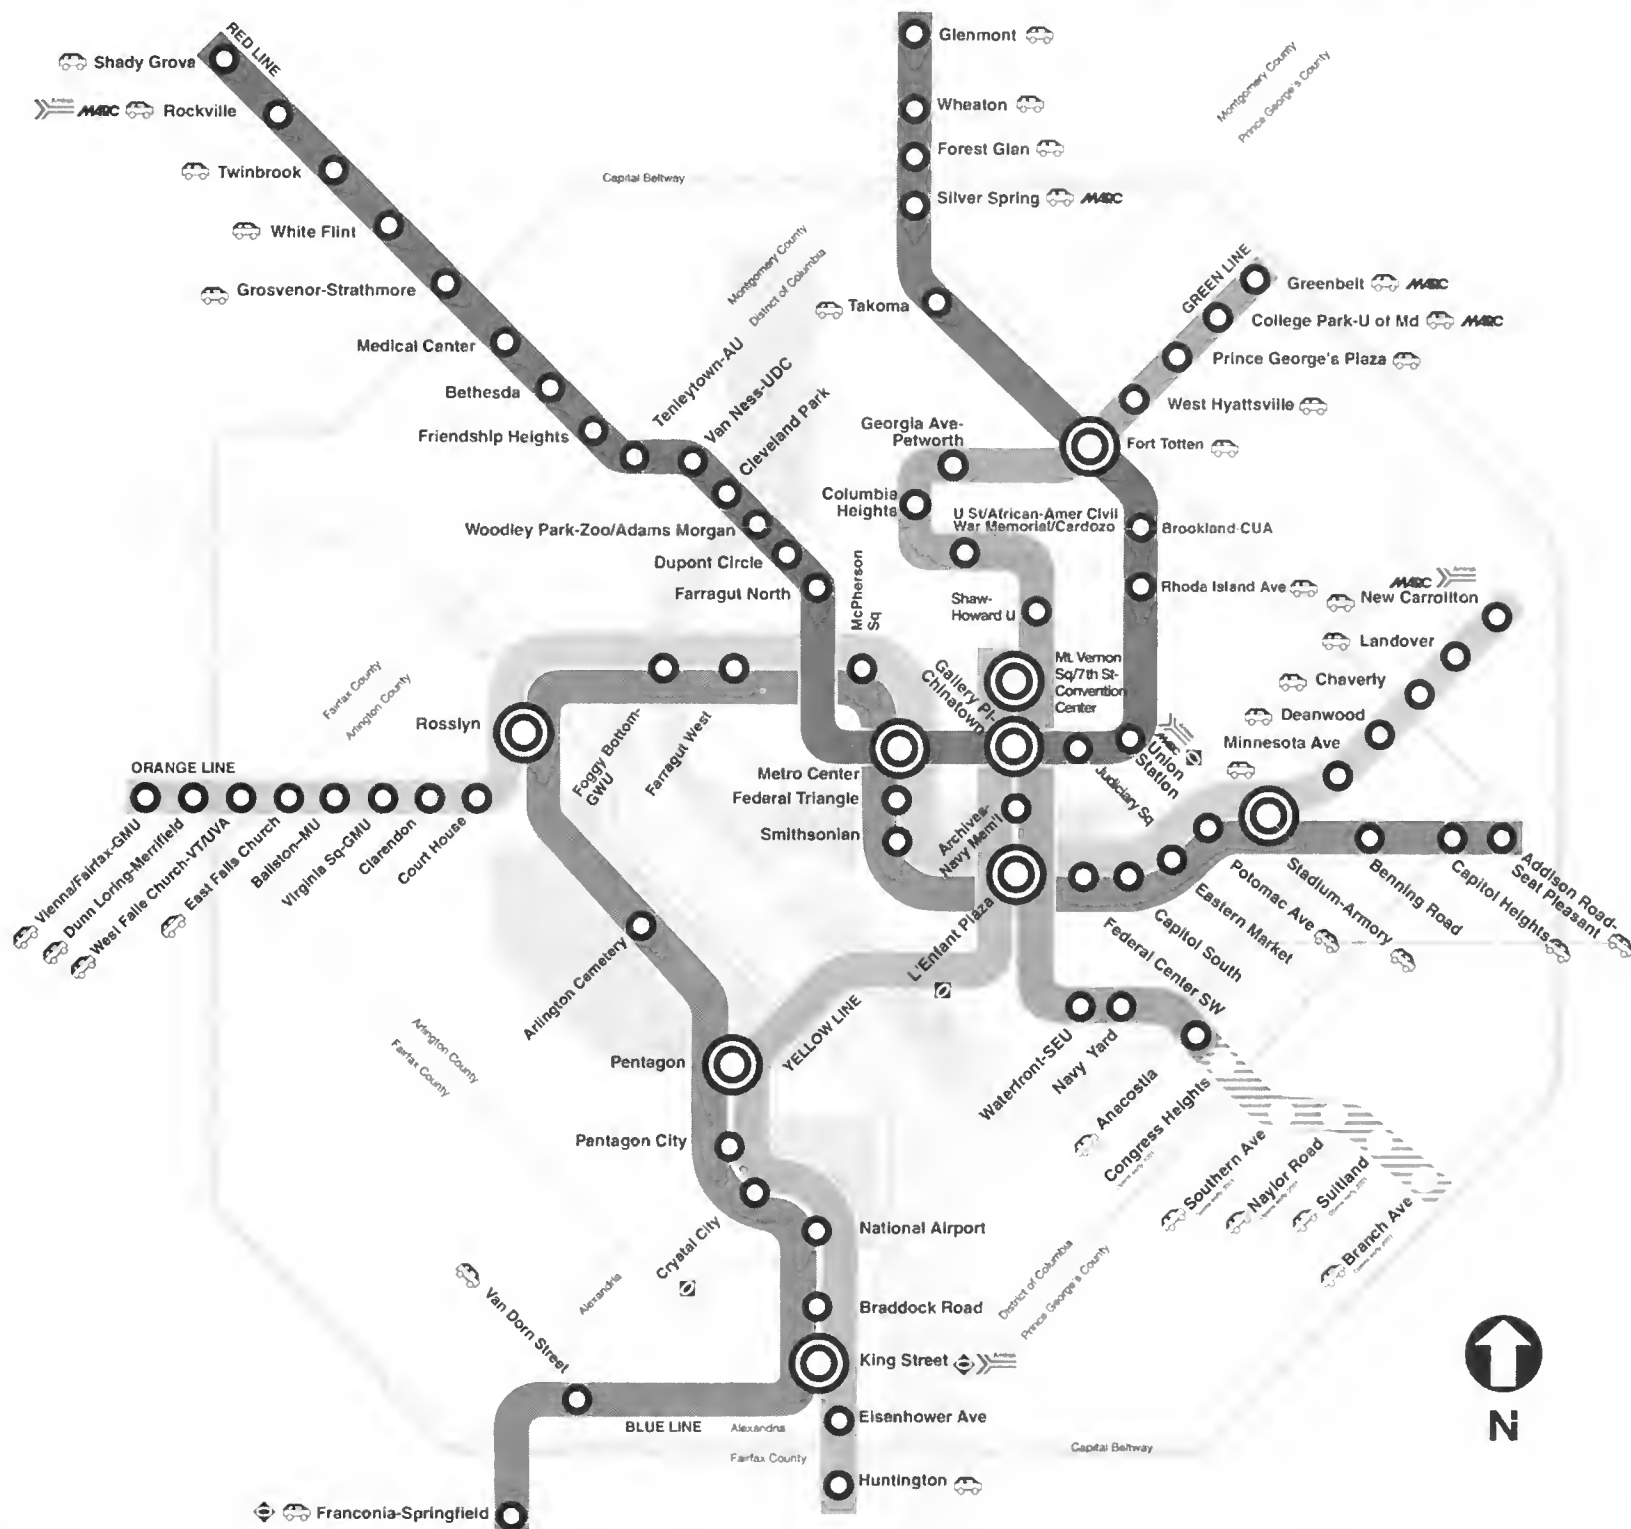 RED LINE
Shady Grova
MARC Rockville
Twinbrook
White Flint
Grosvenor-Strathmore
Medical Canter
Bethesda
Friendship Heights
Tenleytown-AU
Van Ness-UDC
Cleveland Park
Woodley Park-Zoo/Adams Morgan
Dupont Circle
Farragut North
Capital Beltway
Montgomery County
District of Columbia
Glenmont
Wheaton
Forest Glan
Silver Spring MARC
Takoma
Montgomery County
Prince George's County
GREEN LINE
Greenbelt MARC
College Park-U of Md MARC
Prince George's Plaza
West Hyattsville
Fort Totten
Georgia Ave-
Petworth
Columbia
Heights
U St/African-Amer Civil
War Memorial/Cardozo
Shaw-
Howard U
Mt. Vernon
Sq/7th St-
Convention
Center
Brookland-CUA
Rhoda Island Ave
MARC
New Carrollton
Landover
Chaverly
Deanwood
Minnesota Ave
McPherson
Sq
Gallery Pl-
Chinatown
Fairfax County
Arlington County
Rosslyn
Foggy Bottom-
GWU
Farragut West
Metro Center
Federal Triangle
Smithsonian
Archives-
Navy Mem'l
Judiciary Sq
MARC
Union
Station
ORANGE LINE
Vienna/Fairfax-GMU
Dunn Loring-Merrifield
West Falle Church-VT/UVA
East Falls Church
Ballston-MU
Virginia Sq-GMU
Clarendon
Court House
L'Enfant Plaza
Federal Center SW
Capitol South
Eastern Market
Potomac Ave
Stadium-Armory
Benning Road
Capitol Heights
Addison Road-
Seat Pleasant
Arlington Cametery
Arlington County
Fairfax County
Pentagon
YELLOW LINE
Pentagon City
Crystal City
National Airport
Braddock Road
King Street
Eisenhower Ave
Huntington
Waterfront-SEU
Navy Yard
Anacostia
Congress Heights
Southern Ave
Naylor Road
Suitland
Branch Ave
District of Columbia
Prince George's County
Alexandria
Van Dorn Street
BLUE LINE
Alexandria
Fairfax County
Capital Beltway
Franconia-Springfield
N